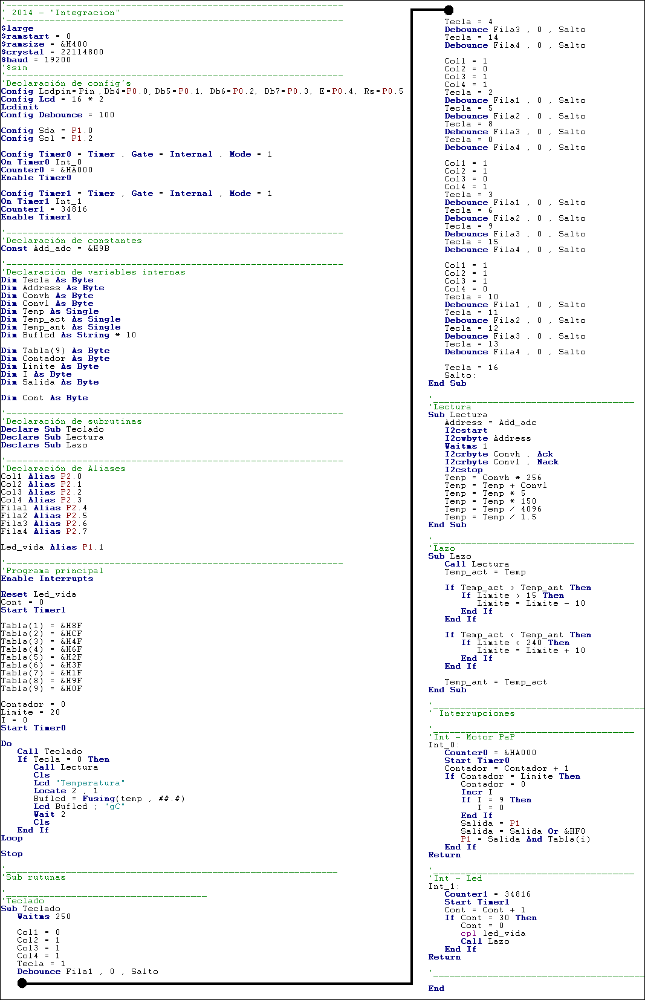 '______________________________________________________________
' 2014 - "Integracion"
'______________________________________________________________
$large
$ramstart = 0
$ramsize = &H400
$crystal = 22114800
$baud = 19200
'$sim
'______________________________________________________________
'Declaración de config´s
Config Lcdpin=Pin ,Db4=P0.0,Db5=P0.1, Db6=P0.2, Db7=P0.3, E=P0.4, Rs=P0.5
Config Lcd = 16 * 2
Lcdinit
Config Debounce = 100
Config Sda = P1.0
Config Scl = P1.2
Config Timer0 = Timer , Gate = Internal , Mode = 1
On Timer0 Int_0
Counter0 = &HA000
Enable Timer0
Config Timer1 = Timer , Gate = Internal , Mode = 1
On Timer1 Int_1
Counter1 = 34816
Enable Timer1
'______________________________________________________________
'Declaración de constantes
Const Add_adc = &H9B
'______________________________________________________________
'Declaración de variables internas
Dim Tecla As Byte
Dim Address As Byte
Dim Convh As Byte
Dim Convl As Byte
Dim Temp As Single
Dim Temp_act As Single
Dim Temp_ant As Single
Dim Buflcd As String * 10
Dim Tabla(9) As Byte
Dim Contador As Byte
Dim Limite As Byte
Dim I As Byte
Dim Salida As Byte
Dim Cont As Byte
'______________________________________________________________
'Declaración de subrutinas
Declare Sub Teclado
Declare Sub Lectura
Declare Sub Lazo
'______________________________________________________________
'Declaración de Aliases
Col1 Alias P2.0
Col2 Alias P2.1
Col3 Alias P2.2
Col4 Alias P2.3
Fila1 Alias P2.4
Fila2 Alias P2.5
Fila3 Alias P2.6
Fila4 Alias P2.7
Led_vida Alias P1.1
'______________________________________________________________
'Programa principal
Enable Interrupts
Reset Led_vida
Cont = 0
Start Timer1
Tabla(1) = &H8F
Tabla(2) = &HCF
Tabla(3) = &H4F
Tabla(4) = &H6F
Tabla(5) = &H2F
Tabla(6) = &H3F
Tabla(7) = &H1F
Tabla(8) = &H9F
Tabla(9) = &H0F
Contador = 0
Limite = 20
I = 0
Start Timer0
Do
Call Teclado
If Tecla = 0 Then
Call Lectura
Cls
Lcd "Temperatura"
Locate 2 , 1
Buflcd = Fusing(temp , ##.#)
Lcd Buflcd ; "gC"
Wait 2
Cls
End If
Loop
Stop
'_____________________________________________________________
'Sub rutunas
'_____________________________________
'Teclado
Sub Teclado
Waitms 250
Col1 = 0
Col2 = 1
Col3 = 1
Col4 = 1
Tecla = 1
Debounce Fila1 , 0 , Salto
Tecla = 4
Debounce Fila3 , 0 , Salto
Tecla = 14
Debounce Fila4 , 0 , Salto
Col1 = 1
Col2 = 0
Col3 = 1
Col4 = 1
Tecla = 2
Debounce Fila1 , 0 , Salto
Tecla = 5
Debounce Fila2 , 0 , Salto
Tecla = 8
Debounce Fila3 , 0 , Salto
Tecla = 0
Debounce Fila4 , 0 , Salto
Col1 = 1
Col2 = 1
Col3 = 0
Col4 = 1
Tecla = 3
Debounce Fila1 , 0 , Salto
Tecla = 6
Debounce Fila2 , 0 , Salto
Tecla = 9
Debounce Fila3 , 0 , Salto
Tecla = 15
Debounce Fila4 , 0 , Salto
Col1 = 1
Col2 = 1
Col3 = 1
Col4 = 0
Tecla = 10
Debounce Fila1 , 0 , Salto
Tecla = 11
Debounce Fila2 , 0 , Salto
Tecla = 12
Debounce Fila3 , 0 , Salto
Tecla = 13
Debounce Fila4 , 0 , Salto
Tecla = 16
Salto:
End Sub
'_____________________________________
'Lectura
Sub Lectura
Address = Add_adc
I2cstart
I2cwbyte Address
Waitms 1
I2crbyte Convh , Ack
I2crbyte Convl , Nack
I2cstop
Temp = Convh * 256
Temp = Temp + Convl
Temp = Temp * 5
Temp = Temp * 150
Temp = Temp / 4096
Temp = Temp / 1.5
End Sub
'_____________________________________
'Lazo
Sub Lazo
Call Lectura
Temp_act = Temp
If Temp_act > Temp_ant Then
If Limite > 15 Then
Limite = Limite - 10
End If
End If
If Temp_act < Temp_ant Then
If Limite < 240 Then
Limite = Limite + 10
End If
End If
Temp_ant = Temp_act
End Sub
'_______________________________________
' Interrupciones
'_____________________________________
'Int - Motor PaP
Int_0:
Counter0 = &HA000
Start Timer0
Contador = Contador + 1
If Contador = Limite Then
Contador = 0
Incr I
If I = 9 Then
I = 0
End If
Salida = P1
Salida = Salida Or &HF0
P1 = Salida And Tabla(i)
End If
Return
'_____________________________________
'Int - Led
Int_1:
Counter1 = 34816
Start Timer1
Cont = Cont + 1
If Cont = 30 Then
Cont = 0
cpl led_vida
Call Lazo
End If
Return
'_______________________________________
End